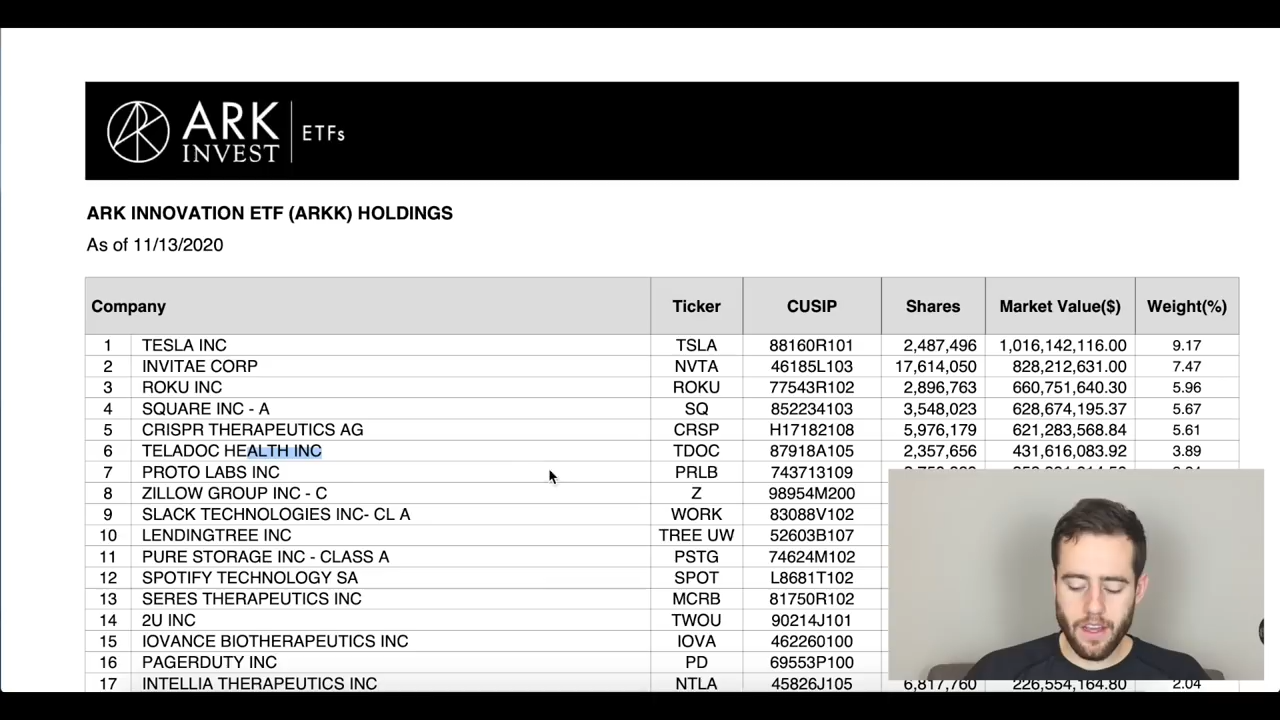 ARK INVEST ETFs
ARK INNOVATION ETF (ARKK) HOLDINGS
As of 11/13/2020
Company Ticker CUSIP Shares Market Value($) Weight(%)
1 TESLA INC TSLA 88160R101 2,487,496 1,016,142,116.00 9.17
2 INVITAE CORP NVTA 46185L103 17,614,050 828,212,631.00 7.47
3 ROKU INC ROKU 77543R102 2,896,763 660,751,640.30 5.96
4 SQUARE INC - A SQ 852234103 3,548,023 628,674,195.37 5.67
5 CRISPR THERAPEUTICS AG CRSP H17182108 5,976,179 621,283,568.84 5.61
6 TELADOC HEALTH INC TDOC 87918A105 2,357,656 431,616,083.92 3.89
7 PROTO LABS INC PRLB 743713109
8 ZILLOW GROUP INC - C Z 98954M200
9 SLACK TECHNOLOGIES INC- CL A WORK 83088V102
10 LENDINGTREE INC TREE UW 52603B107
11 PURE STORAGE INC - CLASS A PSTG 74624M102
12 SPOTIFY TECHNOLOGY SA SPOT L8681T102
13 SERES THERAPEUTICS INC MCRB 81750R102
14 2U INC TWOU 90214J101
15 IOVANCE BIOTHERAPEUTICS INC IOVA 462260100
16 PAGERDUTY INC PD 69553P100
17 INTELLIA THERAPEUTICS INC NTLA 45826J105 6,817,760 226,554,164.80 2.04